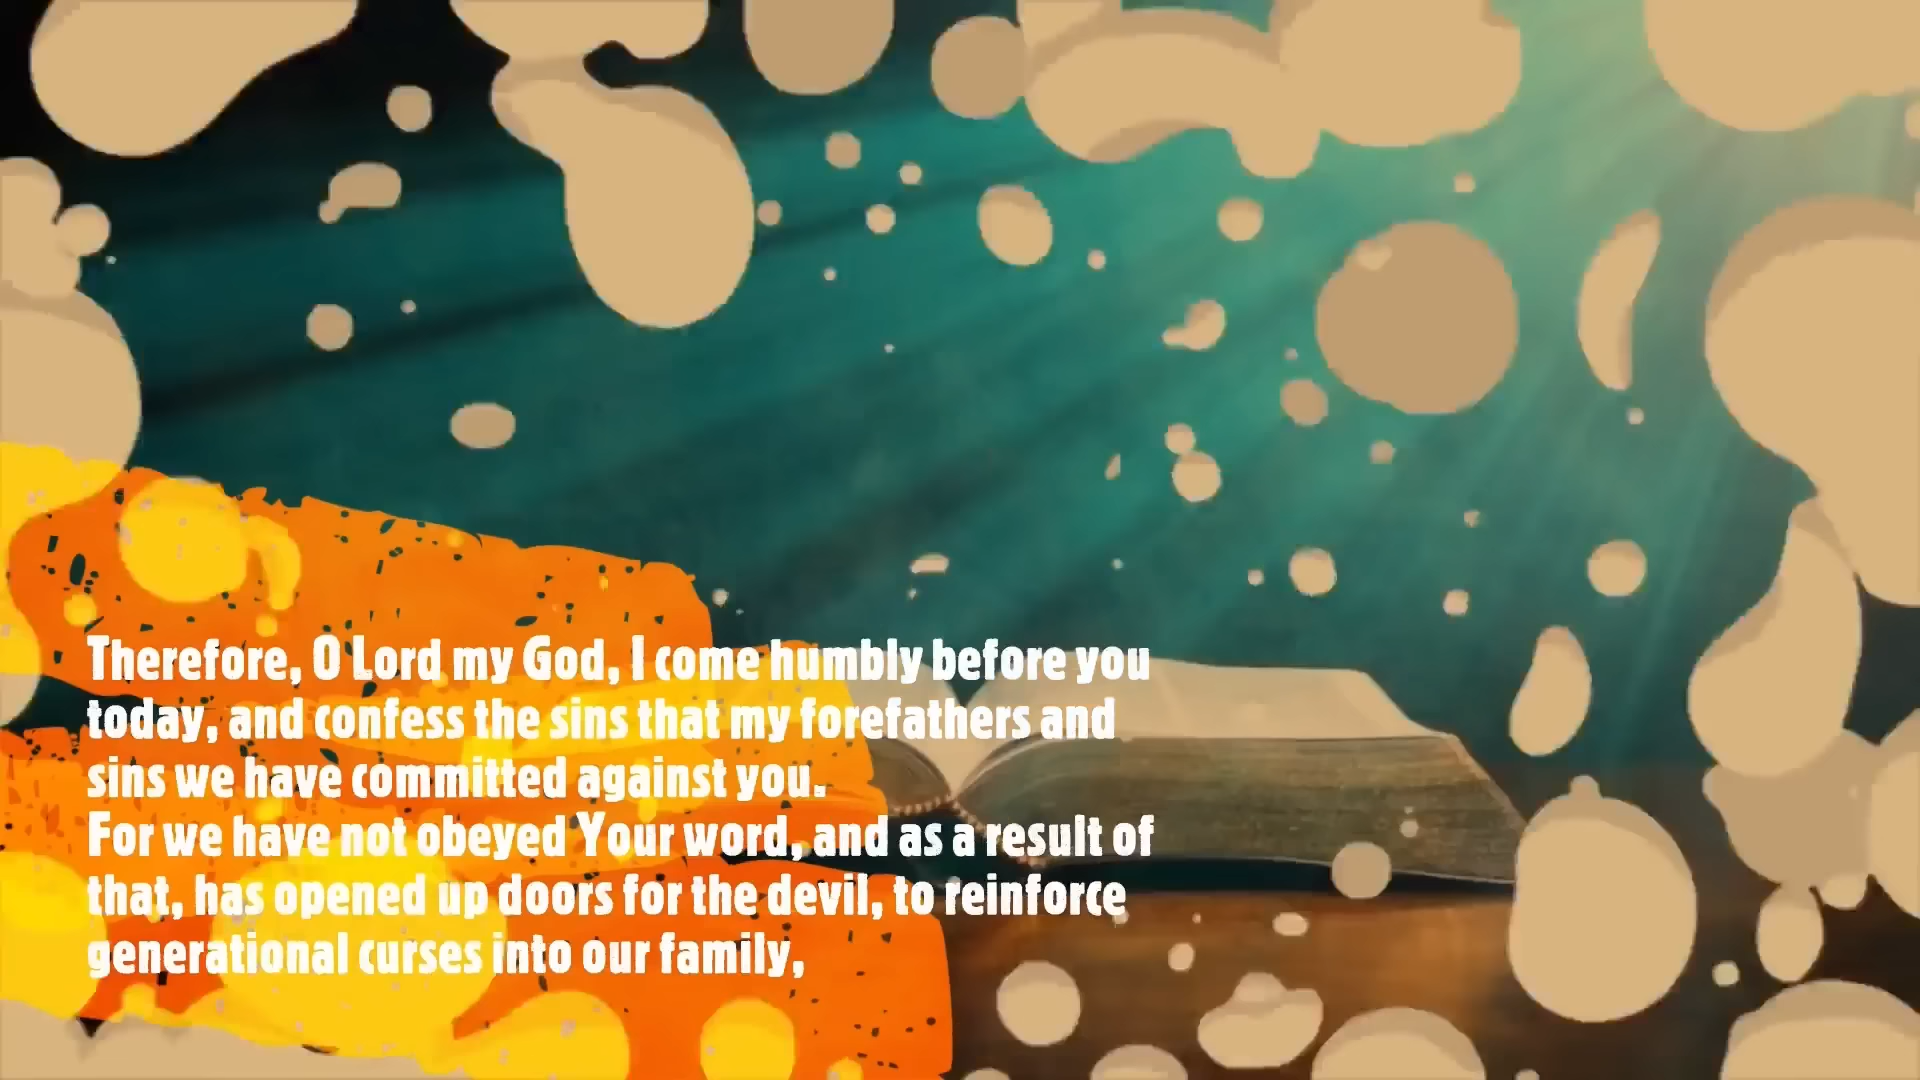 Therefore, O Lord my God, I come humbly before you
today, and confess the sins that my forefathers and
sins we have committed against you.
For we have not obeyed Your word, and as a result of
that, has opened up doors for the devil, to reinforce
generational curses into our family,